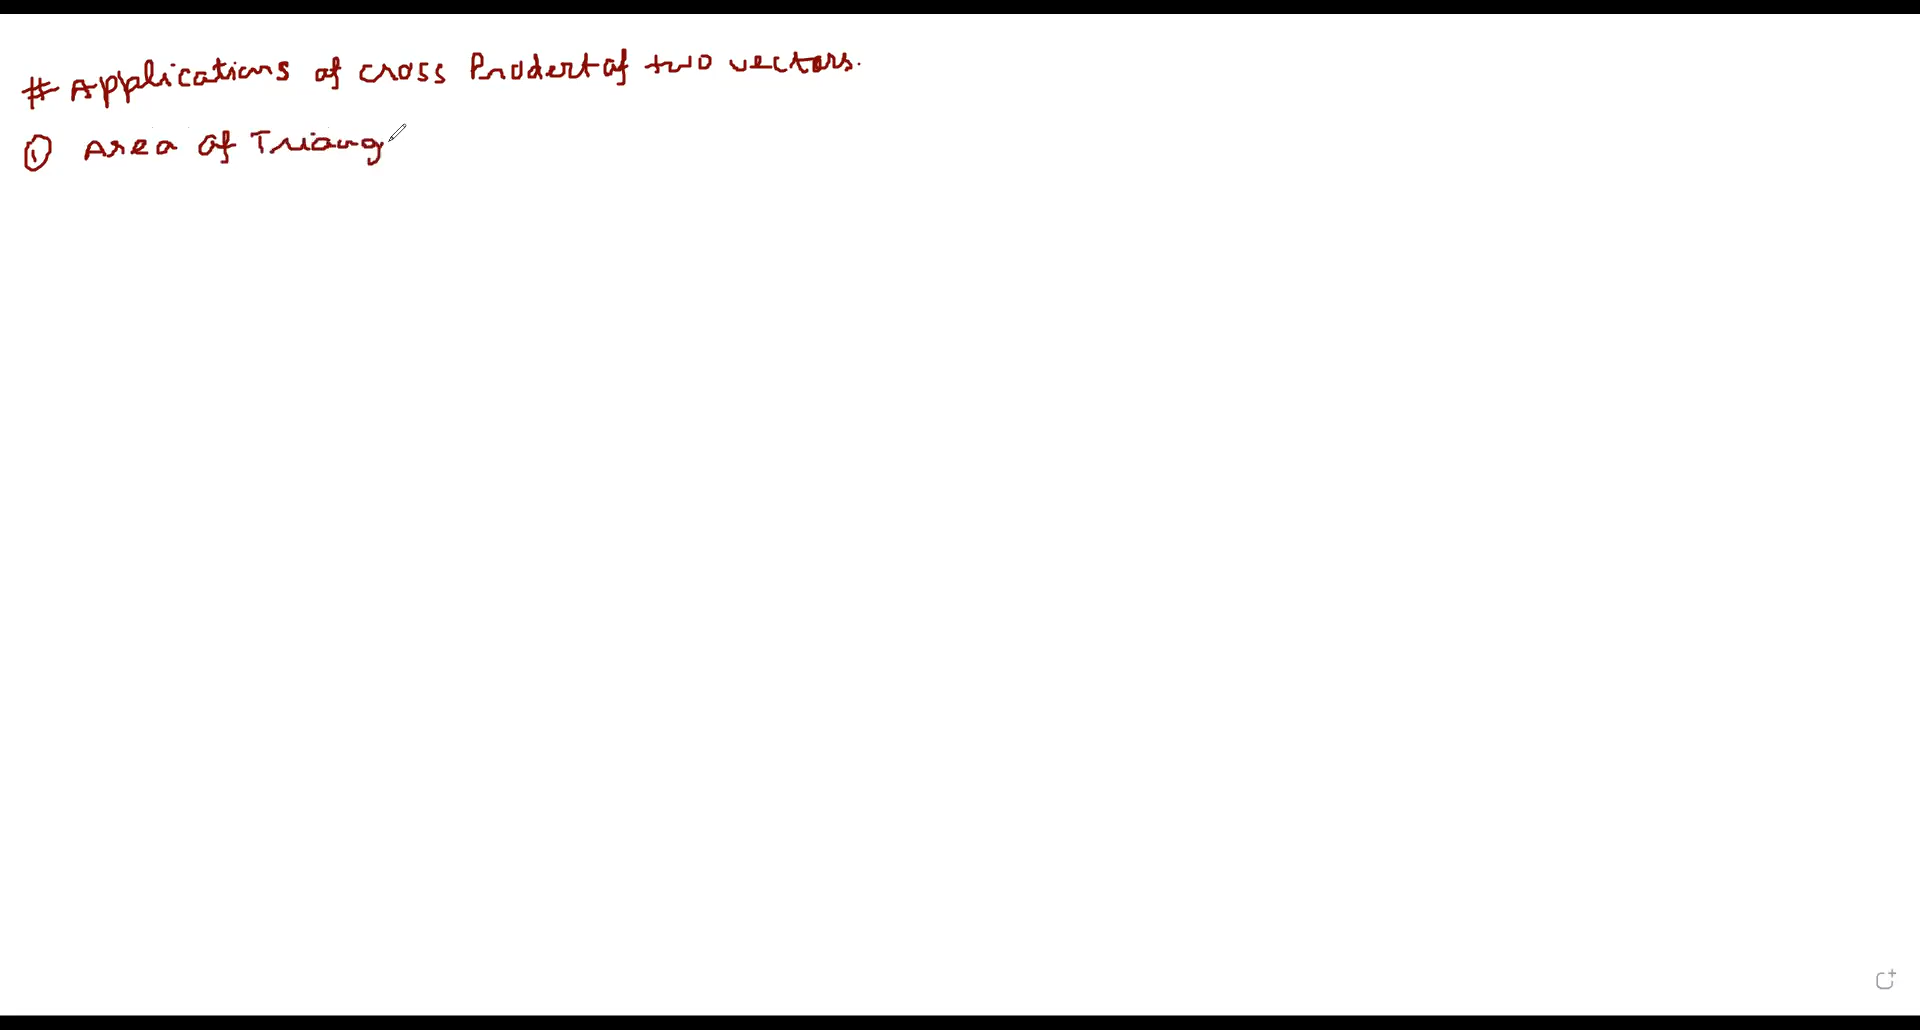 # Applications of cross Product of two vectors.
① Area of Triang